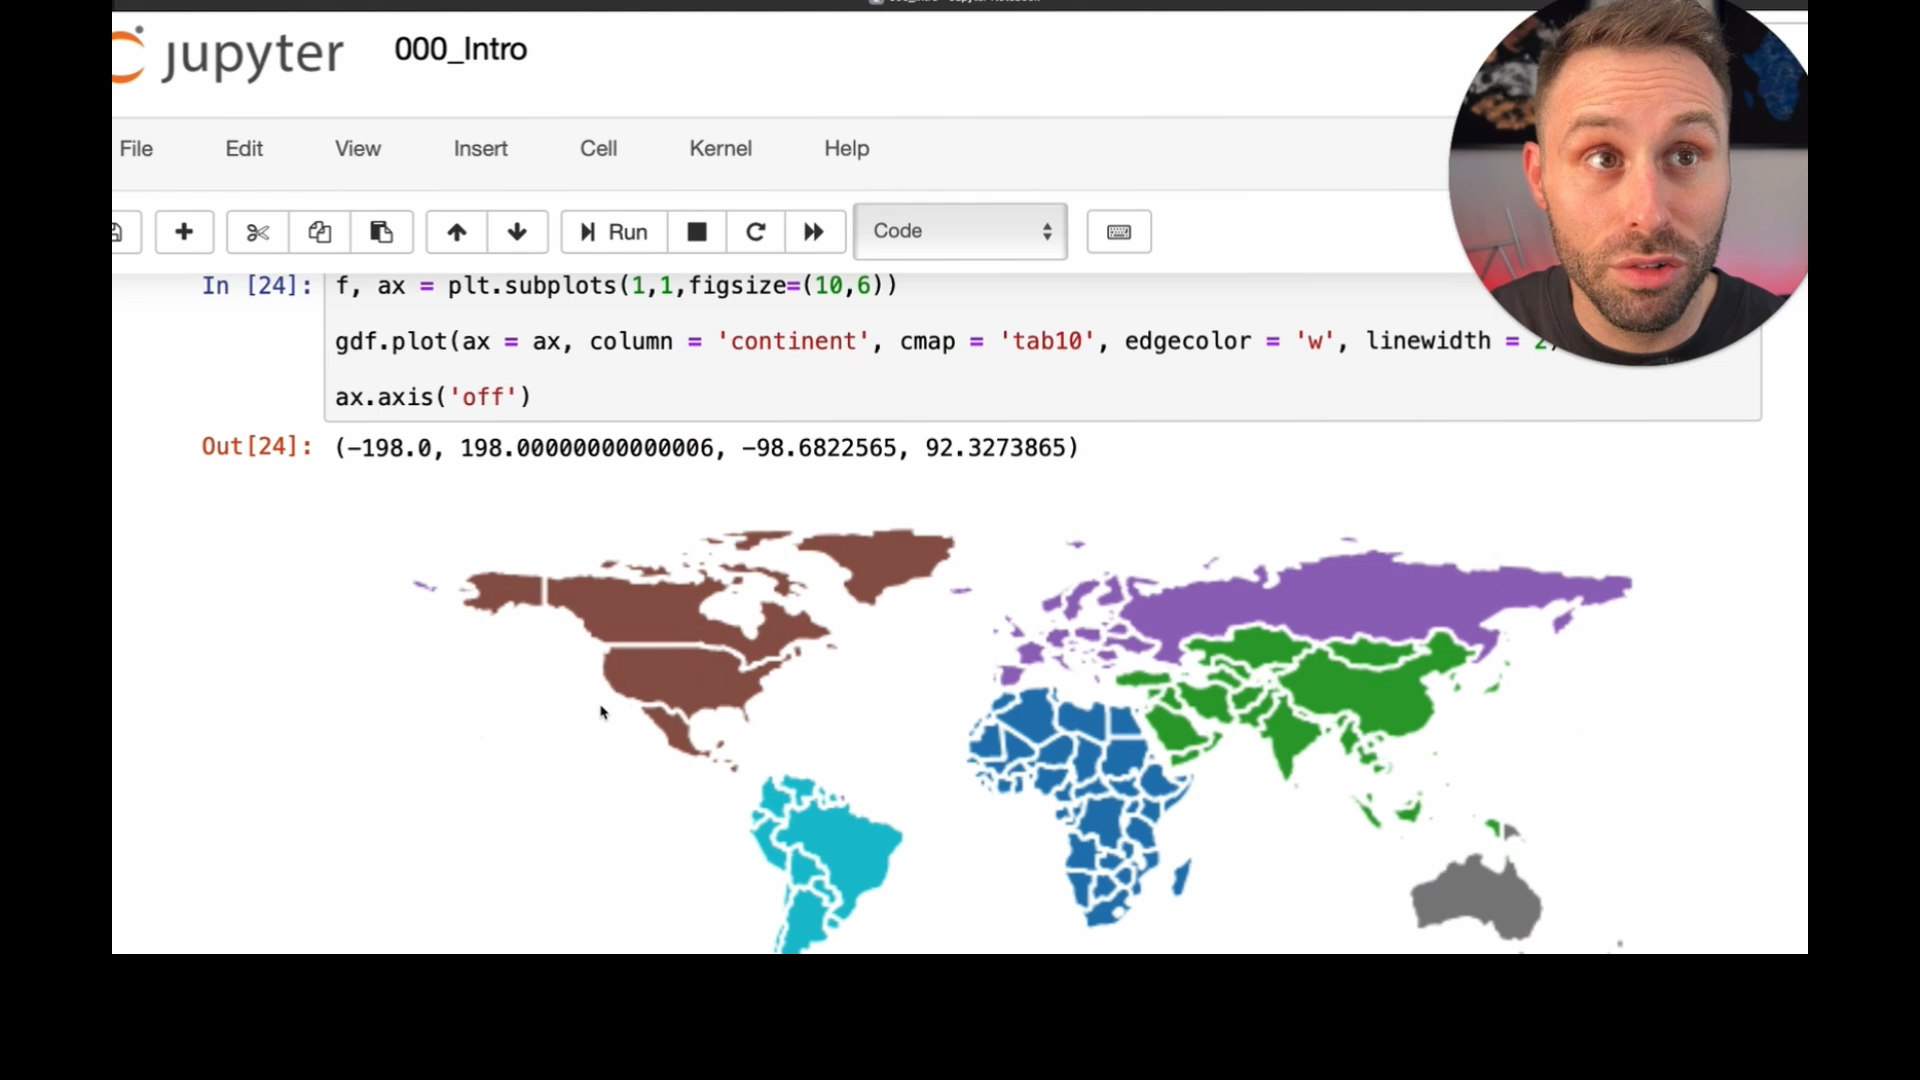 jupyter 000_Intro
File Edit View Insert Cell Kernel Help
Run Code
In [24]: f, ax = plt.subplots(1,1,figsize=(10,6))
gdf.plot(ax = ax, column = 'continent', cmap = 'tab10', edgecolor = 'w', linewidth = 2
ax.axis('off')
Out[24]: (-198.0, 198.00000000000006, -98.6822565, 92.3273865)